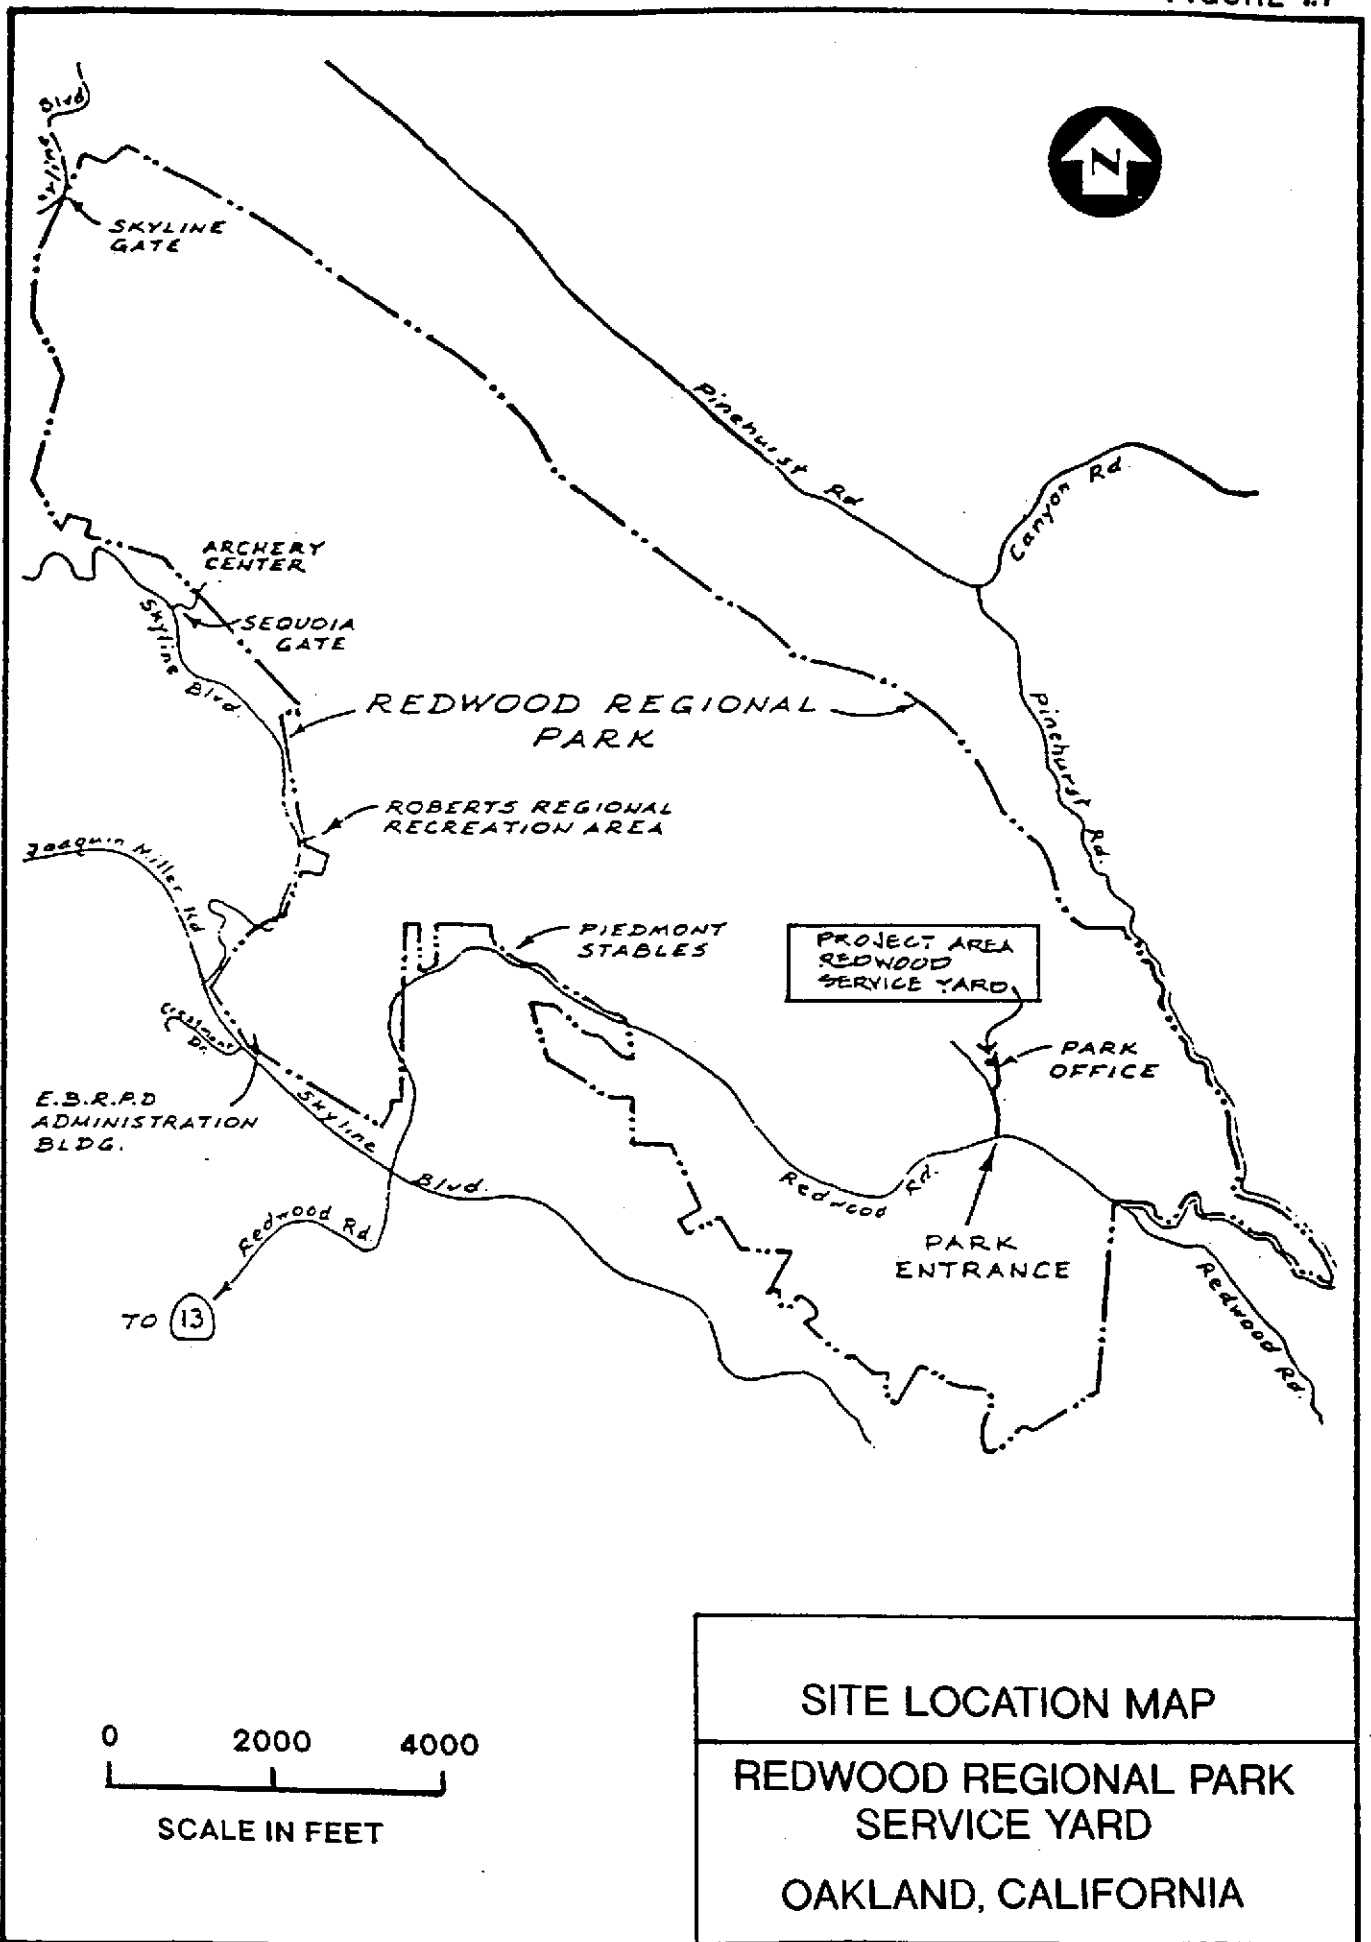 Blvd
SKYLINE
GATE
N
Pinehurst Rd
Canyon Rd
ARCHERY
CENTER
SEQUOIA
GATE
Skyline Blvd.
REDWOOD REGIONAL
PARK
Pinehurst Rd.
ROBERTS REGIONAL
RECREATION AREA
Joaquin Miller Rd
PIEDMONT
STABLES
PROJECT AREA
REDWOOD
SERVICE YARD
PARK
OFFICE
Crestmont
Dr.
E.B.R.P.D
ADMINISTRATION
BLDG.
Skyline Blvd.
Redwood Rd.
Redwood Rd.
PARK
ENTRANCE
Redwood Rd.
TO 13
SITE LOCATION MAP
0 2000 4000
SCALE IN FEET
REDWOOD REGIONAL PARK
SERVICE YARD
OAKLAND, CALIFORNIA